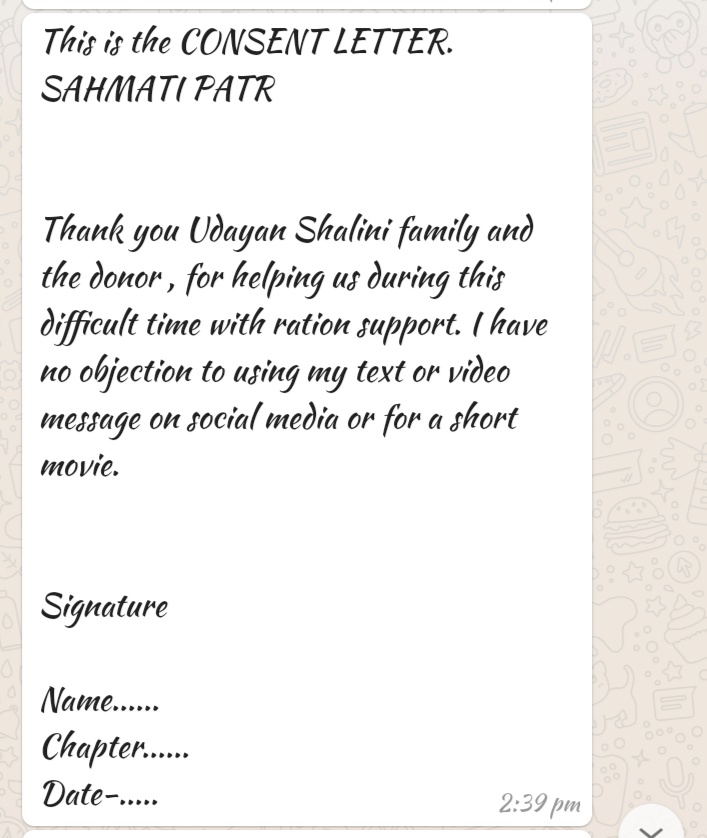 This is the CONSENT LETTER.
SAHMATI PATR
Thank you Udayan Shalini family and
the donor , for helping us during this
difficult time with ration support. I have
no objection to using my text or video
message on social media or for a short
movie.
Signature
Name......
Chapter......
Date-.....
2:39 pm